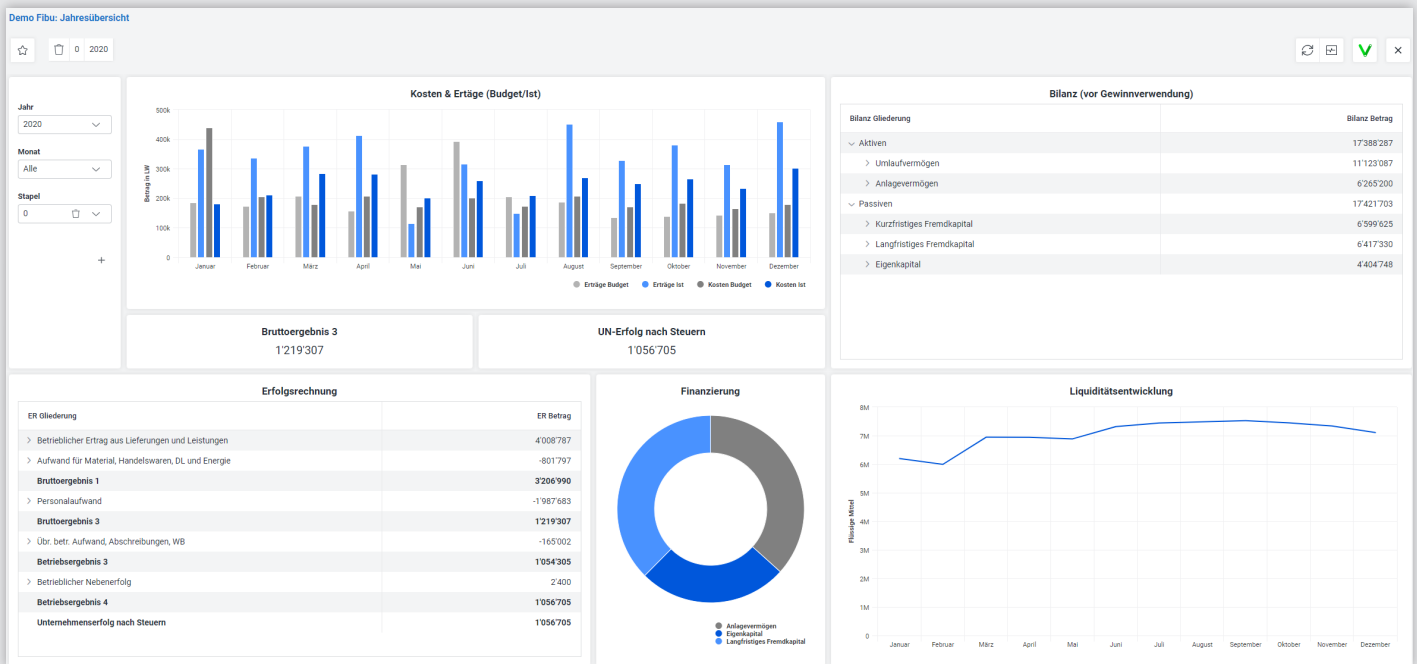 Demo Fibu: Jahresübersicht
0 2020
Jahr
2020
Monat
Alle
Stapel
0
+
Kosten & Ertäge (Budget/Ist)
Betrag in LW
500k
400k
300k
200k
100k
0
Januar Februar März April Mai Juni Juli August September Oktober November Dezember
Erträge Budget Erträge Ist Kosten Budget Kosten Ist
Bruttoergebnis 3
1'219'307
UN-Erfolg nach Steuern
1'056'705
Bilanz (vor Gewinnverwendung)
Bilanz Gliederung Bilanz Betrag
Aktiven 17'388'287
Umlaufvermögen 11'123'087
Anlagevermögen 6'265'200
Passiven 17'421'703
Kurzfristiges Fremdkapital 6'599'625
Langfristiges Fremdkapital 6'417'330
Eigenkapital 4'404'748
Erfolgsrechnung
ER Gliederung ER Betrag
Betrieblicher Ertrag aus Lieferungen und Leistungen 4'008'787
Aufwand für Material, Handelswaren, DL und Energie -801'797
Bruttoergebnis 1 3'206'990
Personalaufwand -1'987'683
Bruttoergebnis 3 1'219'307
Übr. betr. Aufwand, Abschreibungen, WB -165'002
Betriebsergebnis 3 1'054'305
Betrieblicher Nebenerfolg 2'400
Betriebsergebnis 4 1'056'705
Unternehmenserfolg nach Steuern 1'056'705
Finanzierung
Anlagevermögen
Eigenkapital
Langfristiges Fremdkapital
Liquiditätsentwicklung
Flüssige Mittel
8M
7M
6M
5M
4M
3M
2M
1M
0
Januar Februar März April Mai Juni Juli August September Oktober November Dezember